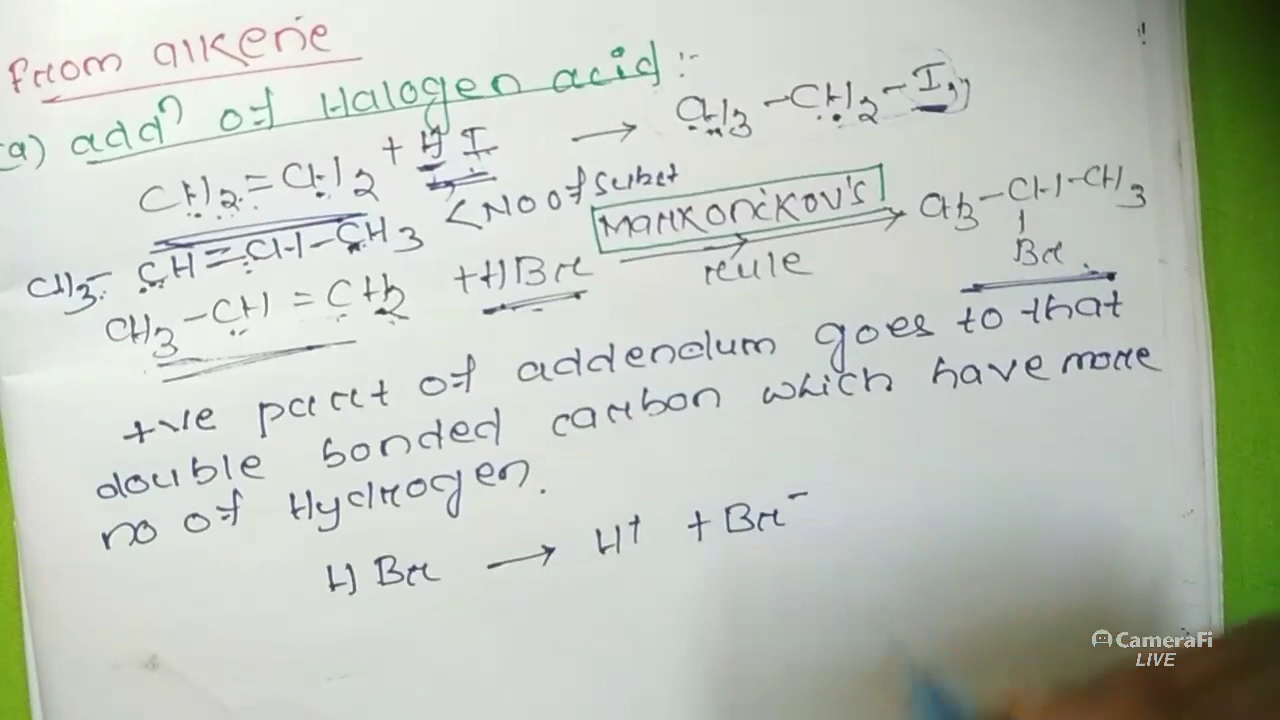 From alkene
(a) addⁿ of Halogen acid :-
CH2 = CH2 + H I → CH3 - CH2 - I
CH3 - CH = CH - CH3 < No of subst
CH3 - CH = CH2 + HBr MARKONIKOV'S rule → CH3 - CH - CH3
Br
+ve part of addendum goes to that
double bonded carbon which have more
no of Hydrogen.
HBr → H+ + Br-
CameraFi
LIVE